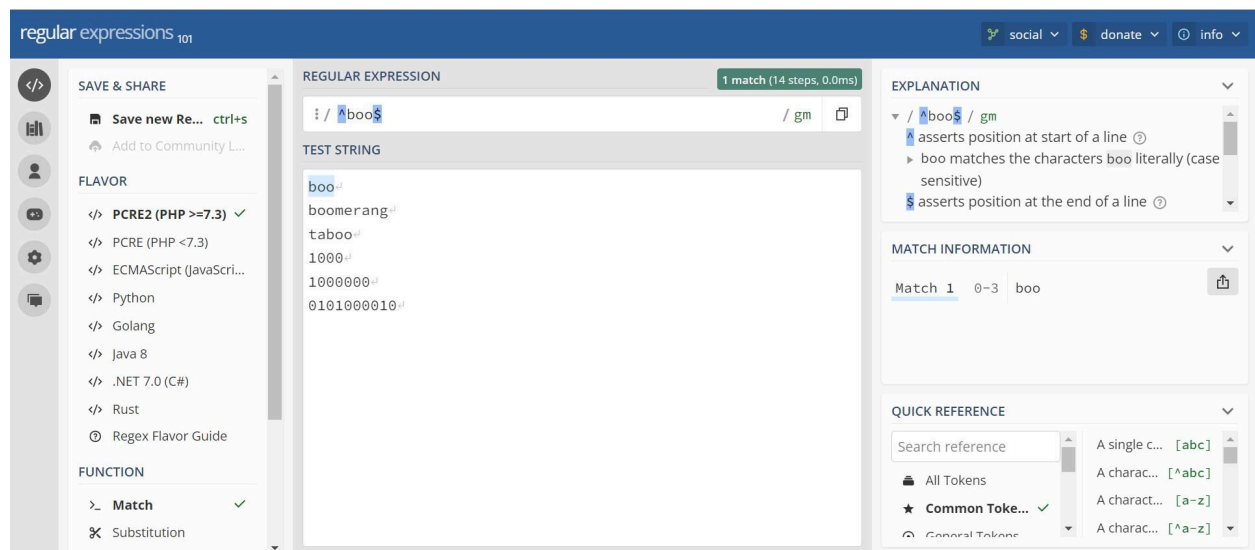 regular expressions 101
social
donate
info
SAVE & SHARE
Save new Re... ctrl+s
Add to Community L...
FLAVOR
PCRE2 (PHP >=7.3)
PCRE (PHP <7.3)
ECMAScript (JavaScri...
Python
Golang
Java 8
.NET 7.0 (C#)
Rust
Regex Flavor Guide
FUNCTION
Match
Substitution
REGULAR EXPRESSION
1 match (14 steps, 0.0ms)
/ ^boo$ / gm
TEST STRING
boo
boomerang
taboo
1000
1000000
0101000010
EXPLANATION
/ ^boo$ / gm
^ asserts position at start of a line
boo matches the characters boo literally (case
sensitive)
$ asserts position at the end of a line
MATCH INFORMATION
Match 1 0-3 boo
QUICK REFERENCE
Search reference
All Tokens
Common Toke...
General Tokens
A single c... [abc]
A charac... [^abc]
A charact... [a-z]
A charac... [^a-z]